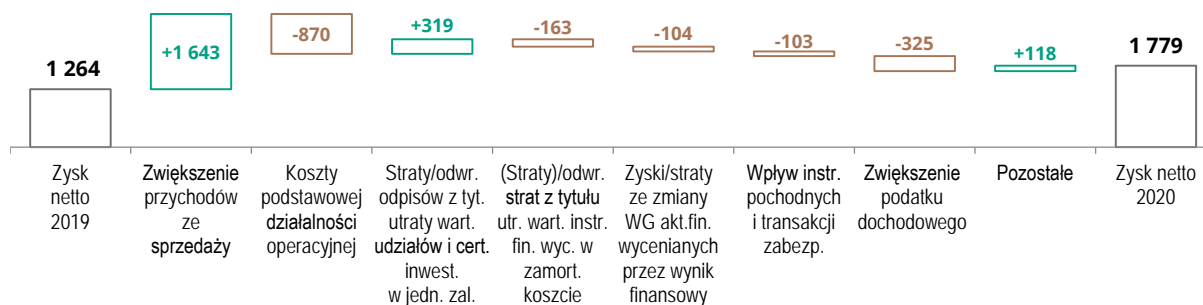 1 264
+1 643
-870
+319
-163
-104
-103
-325
+118
1 779
Zysk
netto
2019
Zwiększenie
przychodów
ze
sprzedaży
Koszty
podstawowej
działalności
operacyjnej
Straty/odwr.
odpisów z tyt.
utraty wart.
udziałów i cert.
inwest.
w jedn. zal.
(Straty)/odwr.
strat z tytułu
utr. wart. instr.
fin. wyc. w
zamort.
koszcie
Zyski/straty
ze zmiany
WG akt.fin.
wycenianych
przez wynik
finansowy
Wpływ instr.
pochodnych
i transakcji
zabezp.
Zwiększenie
podatku
dochodowego
Pozostałe
Zysk netto
2020